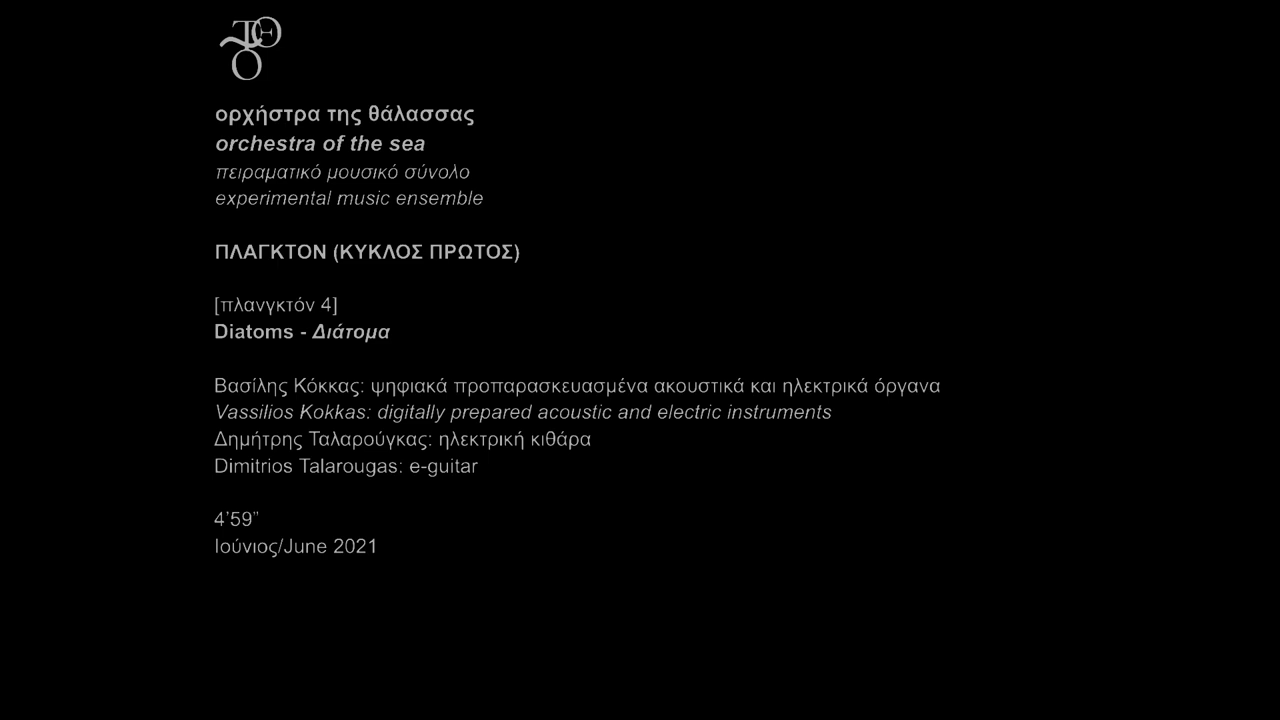 ορχήστρα της θάλασσας
orchestra of the sea
πειραματικό μουσικό σύνολο
experimental music ensemble
ΠΛΑΓΚΤΟΝ (ΚΥΚΛΟΣ ΠΡΩΤΟΣ)
[πλανγκτόν 4]
Diatoms - Διάτομα
Βασίλης Κόκκας: ψηφιακά προπαρασκευασμένα ακουστικά και ηλεκτρικά όργανα
Vassilios Kokkas: digitally prepared acoustic and electric instruments
Δημήτρης Ταλαρούγκας: ηλεκτρική κιθάρα
Dimitrios Talarougas: e-guitar
4’59”
Ιούνιος/June 2021